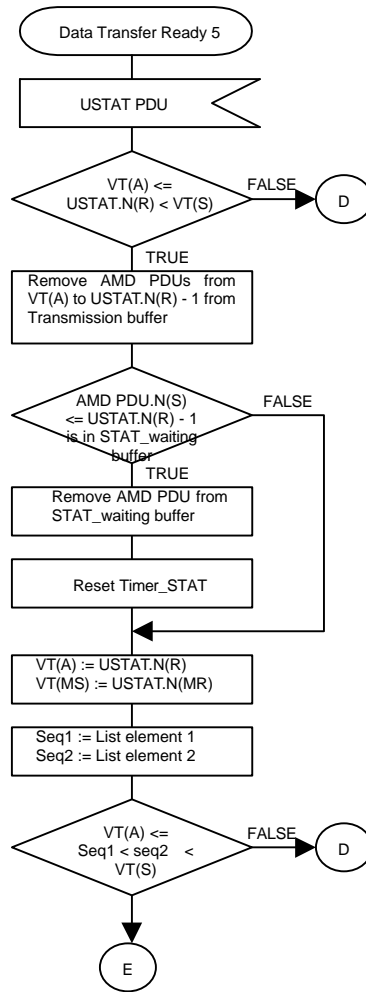 Data Transfer Ready 5
USTAT PDU
VT(A) <=
USTAT.N(R) < VT(S)
FALSE
D
TRUE
Remove AMD PDUs from
VT(A) to USTAT.N(R) - 1 from
Transmission buffer
AMD PDU.N(S)
<= USTAT.N(R) - 1
is in STAT_waiting
buffer
FALSE
TRUE
Remove AMD PDU from
STAT_waiting buffer
Reset Timer_STAT
VT(A) := USTAT.N(R)
VT(MS) := USTAT.N(MR)
Seq1 := List element 1
Seq2 := List element 2
VT(A) <=
Seq1 < seq2 <
VT(S)
FALSE
D
E